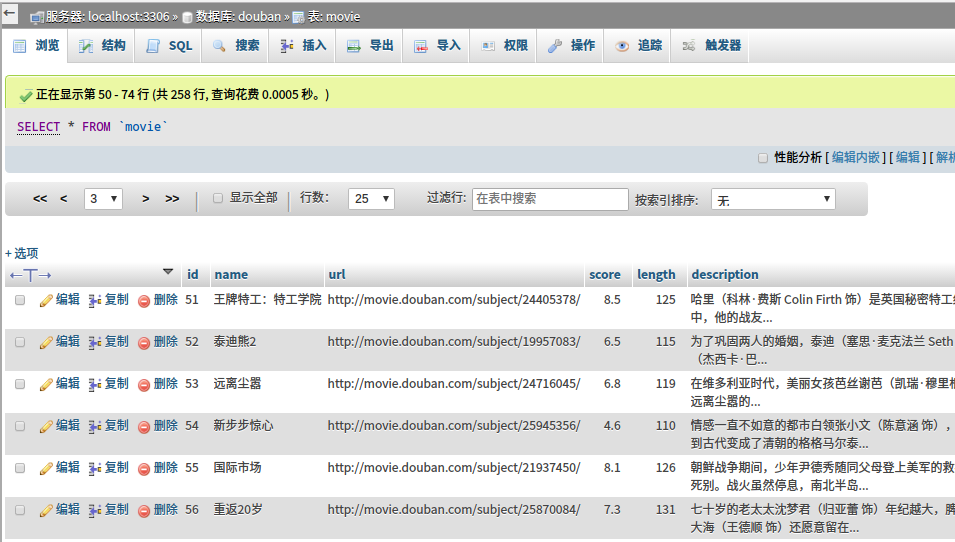 服务器: localhost:3306 » 数据库: douban » 表: movie
浏览 结构 SQL 搜索 插入 导出 导入 权限 操作 追踪 触发器
正在显示第 50 - 74 行 (共 258 行, 查询花费 0.0005 秒。)
SELECT * FROM `movie`
性能分析 [ 编辑内嵌 ] [ 编辑 ] [ 解析
<< < 3 > >> 显示全部 行数： 25 过滤行: 在表中搜索 按索引排序: 无
+ 选项
←T→ id name url score length description
编辑 复制 删除 51 王牌特工：特工学院 http://movie.douban.com/subject/24405378/ 8.5 125 哈里（科林·费斯 Colin Firth 饰）是英国秘密特工
中，他的战友...
编辑 复制 删除 52 泰迪熊2 http://movie.douban.com/subject/19957083/ 6.5 115 为了巩固两人的婚姻，泰迪（塞思·麦克法兰 Seth
（杰西卡·巴...
编辑 复制 删除 53 远离尘嚣 http://movie.douban.com/subject/24716045/ 6.8 119 在维多利亚时代，美丽女孩芭丝谢芭（凯瑞·穆里
远离尘嚣的...
编辑 复制 删除 54 新步步惊心 http://movie.douban.com/subject/25945356/ 4.6 110 情感一直不如意的都市白领张小文（陈意涵 饰），
到古代变成了清朝的格格马尔泰...
编辑 复制 删除 55 国际市场 http://movie.douban.com/subject/21937450/ 8.1 126 朝鲜战争期间，少年尹德秀随同父母登上美军的救
死别。战火虽然停息，南北半岛...
编辑 复制 删除 56 重返20岁 http://movie.douban.com/subject/25870084/ 7.3 131 七十岁的老太太沈梦君（归亚蕾 饰）年纪越大，脾
大海（王德顺 饰）还愿意留在...